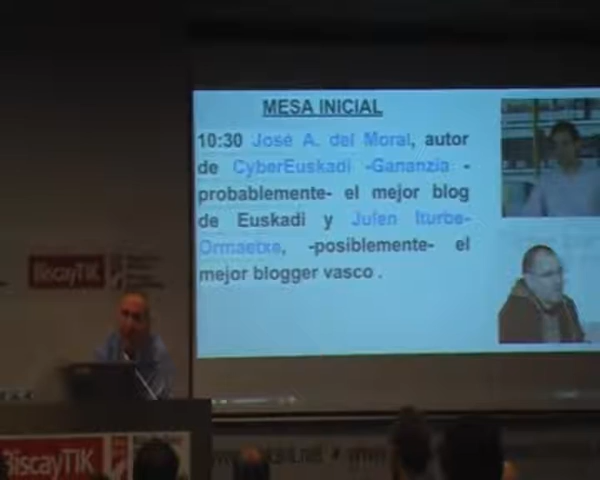 MESA INICIAL
10:30 José A. del Moral, autor
de CyberEuskadi -Gananzia -
probablemente- el mejor blog
de Euskadi y Julen Iturbe-
Ormaetxe, -posiblemente- el
mejor blogger vasco .
BiscayTIK
BiscayTIK